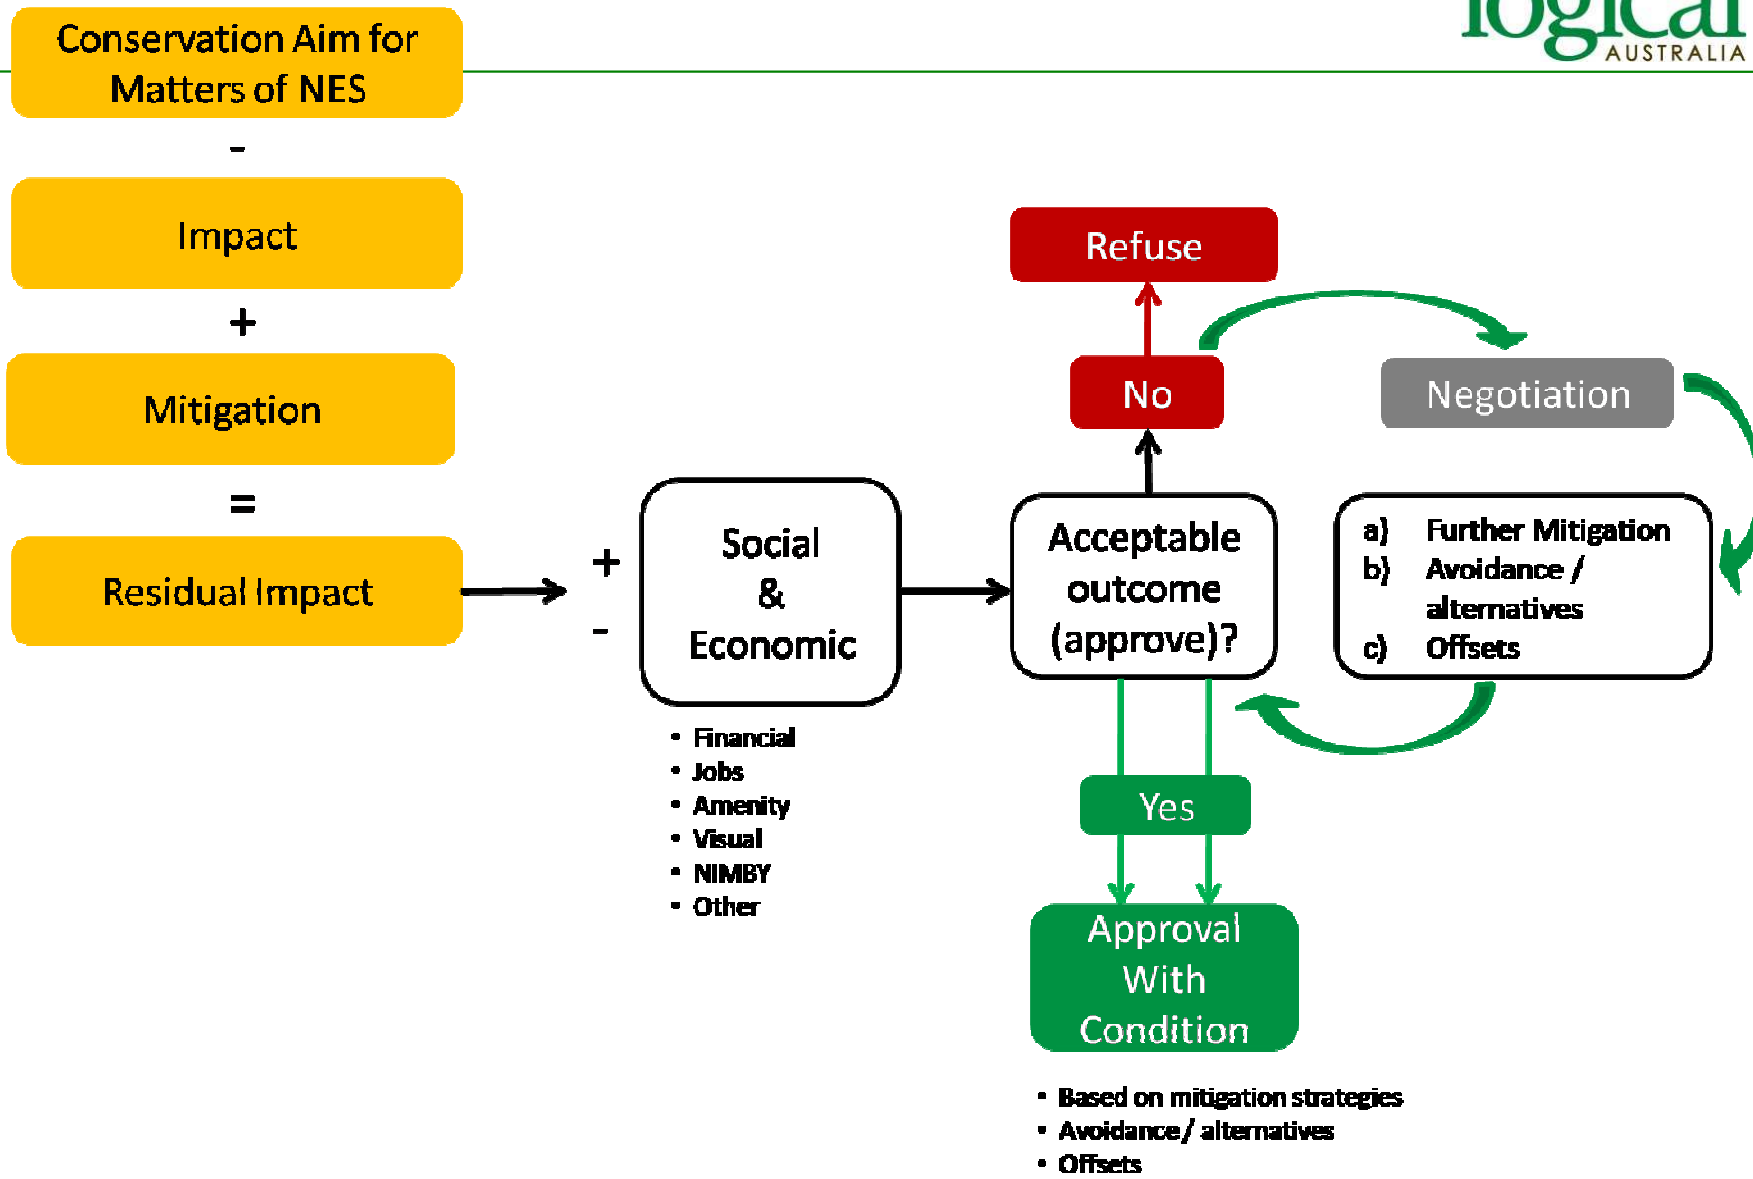 logical
AUSTRALIA
Conservation Aim for
Matters of NES
-
Impact
+
Mitigation
=
Residual Impact
+
-
Social
&
Economic
• Financial
• Jobs
• Amenity
• Visual
• NIMBY
• Other
Refuse
No
Acceptable
outcome
(approve)?
Yes
Approval
With
Condition
• Based on mitigation strategies
• Avoidance / alternatives
• Offsets
Negotiation
a) Further Mitigation
b) Avoidance /
alternatives
c) Offsets